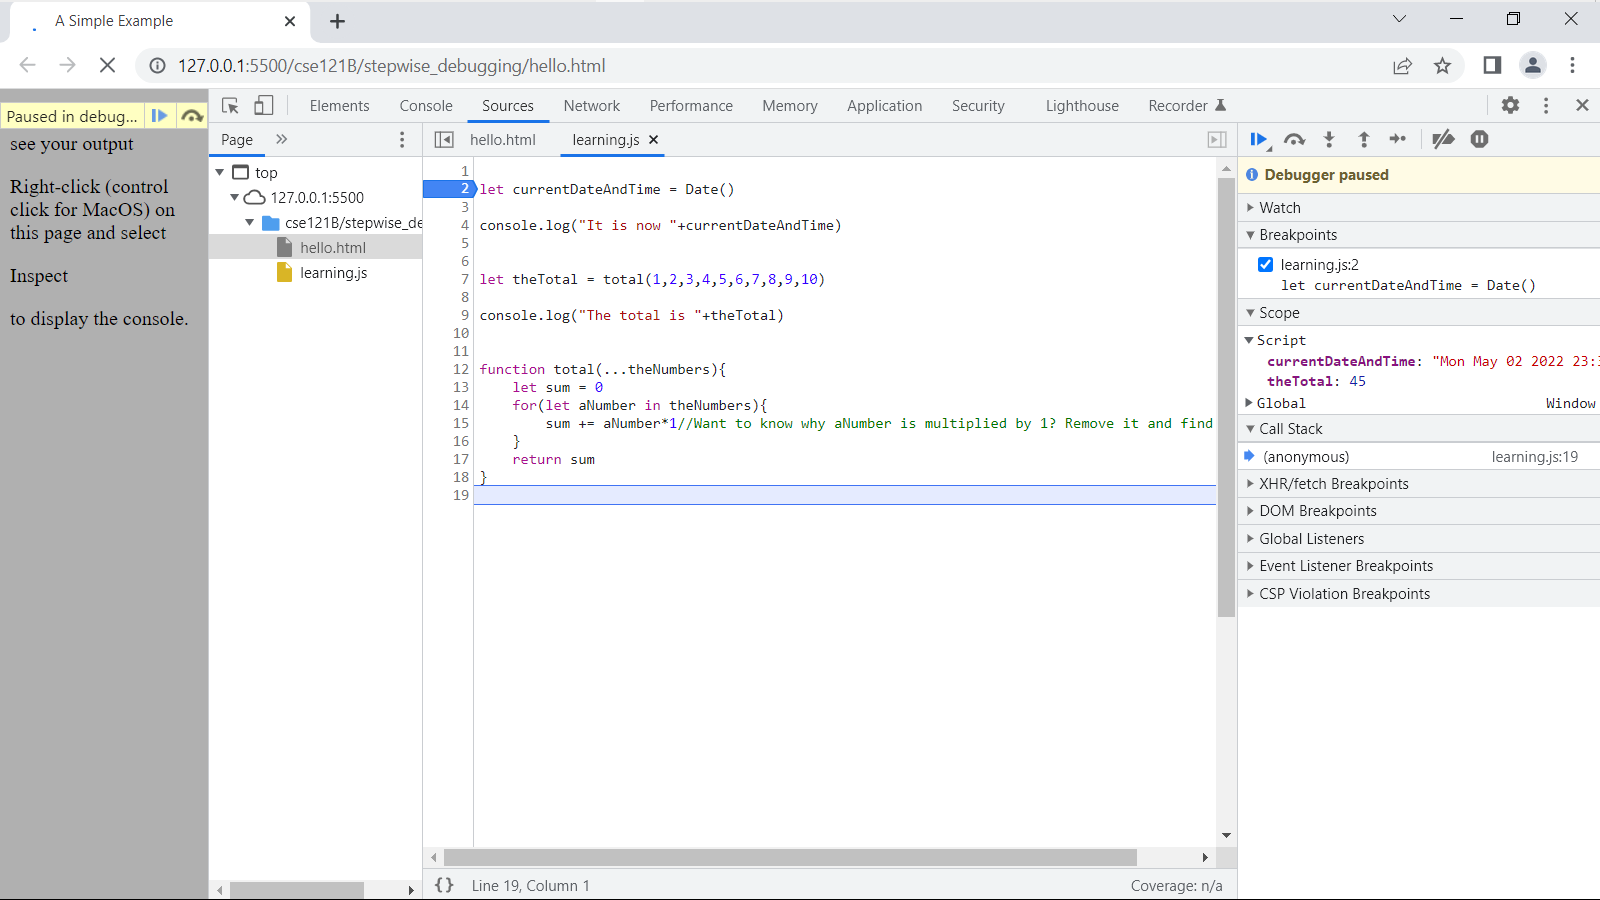 A Simple Example
127.0.0.1:5500/cse121B/stepwise_debugging/hello.html
Paused in debug...
see your output
Right-click (control
click for MacOS) on
this page and select
Inspect
to display the console.
Elements Console Sources Network Performance Memory Application Security Lighthouse Recorder
Page
top
127.0.0.1:5500
cse121B/stepwise_de
hello.html
learning.js
hello.html learning.js
1
2 let currentDateAndTime = Date()
3
4 console.log("It is now "+currentDateAndTime)
5
6
7 let theTotal = total(1,2,3,4,5,6,7,8,9,10)
8
9 console.log("The total is "+theTotal)
10
11
12 function total(...theNumbers){
13 let sum = 0
14 for(let aNumber in theNumbers){
15 sum += aNumber*1//Want to know why aNumber is multiplied by 1? Remove it and find
16 }
17 return sum
18 }
19
{} Line 19, Column 1
Coverage: n/a
Debugger paused
Watch
Breakpoints
learning.js:2
let currentDateAndTime = Date()
Scope
Script
currentDateAndTime: "Mon May 02 2022 23:3
theTotal: 45
Global Window
Call Stack
(anonymous) learning.js:19
XHR/fetch Breakpoints
DOM Breakpoints
Global Listeners
Event Listener Breakpoints
CSP Violation Breakpoints